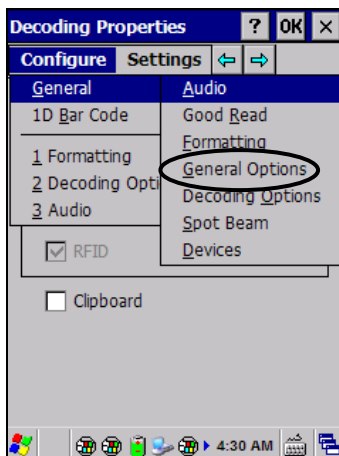 Decoding Properties ? OK ×
Configure Settings
General
1D Bar Code
1 Formatting
2 Decoding Opti
3 Audio
Audio
Good Read
Formatting
General Options
Decoding Options
Spot Beam
Devices
RFID
Clipboard
4:30 AM